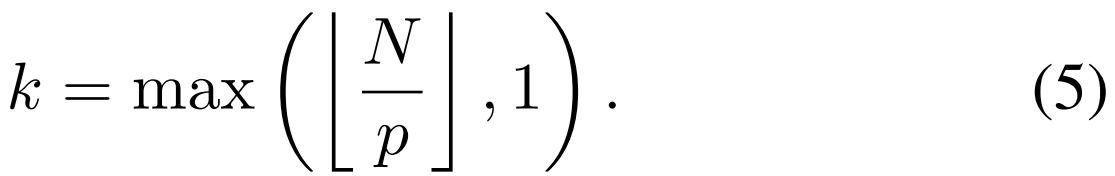 k = max ( ⌊ N / p ⌋ , 1 ) . (5)